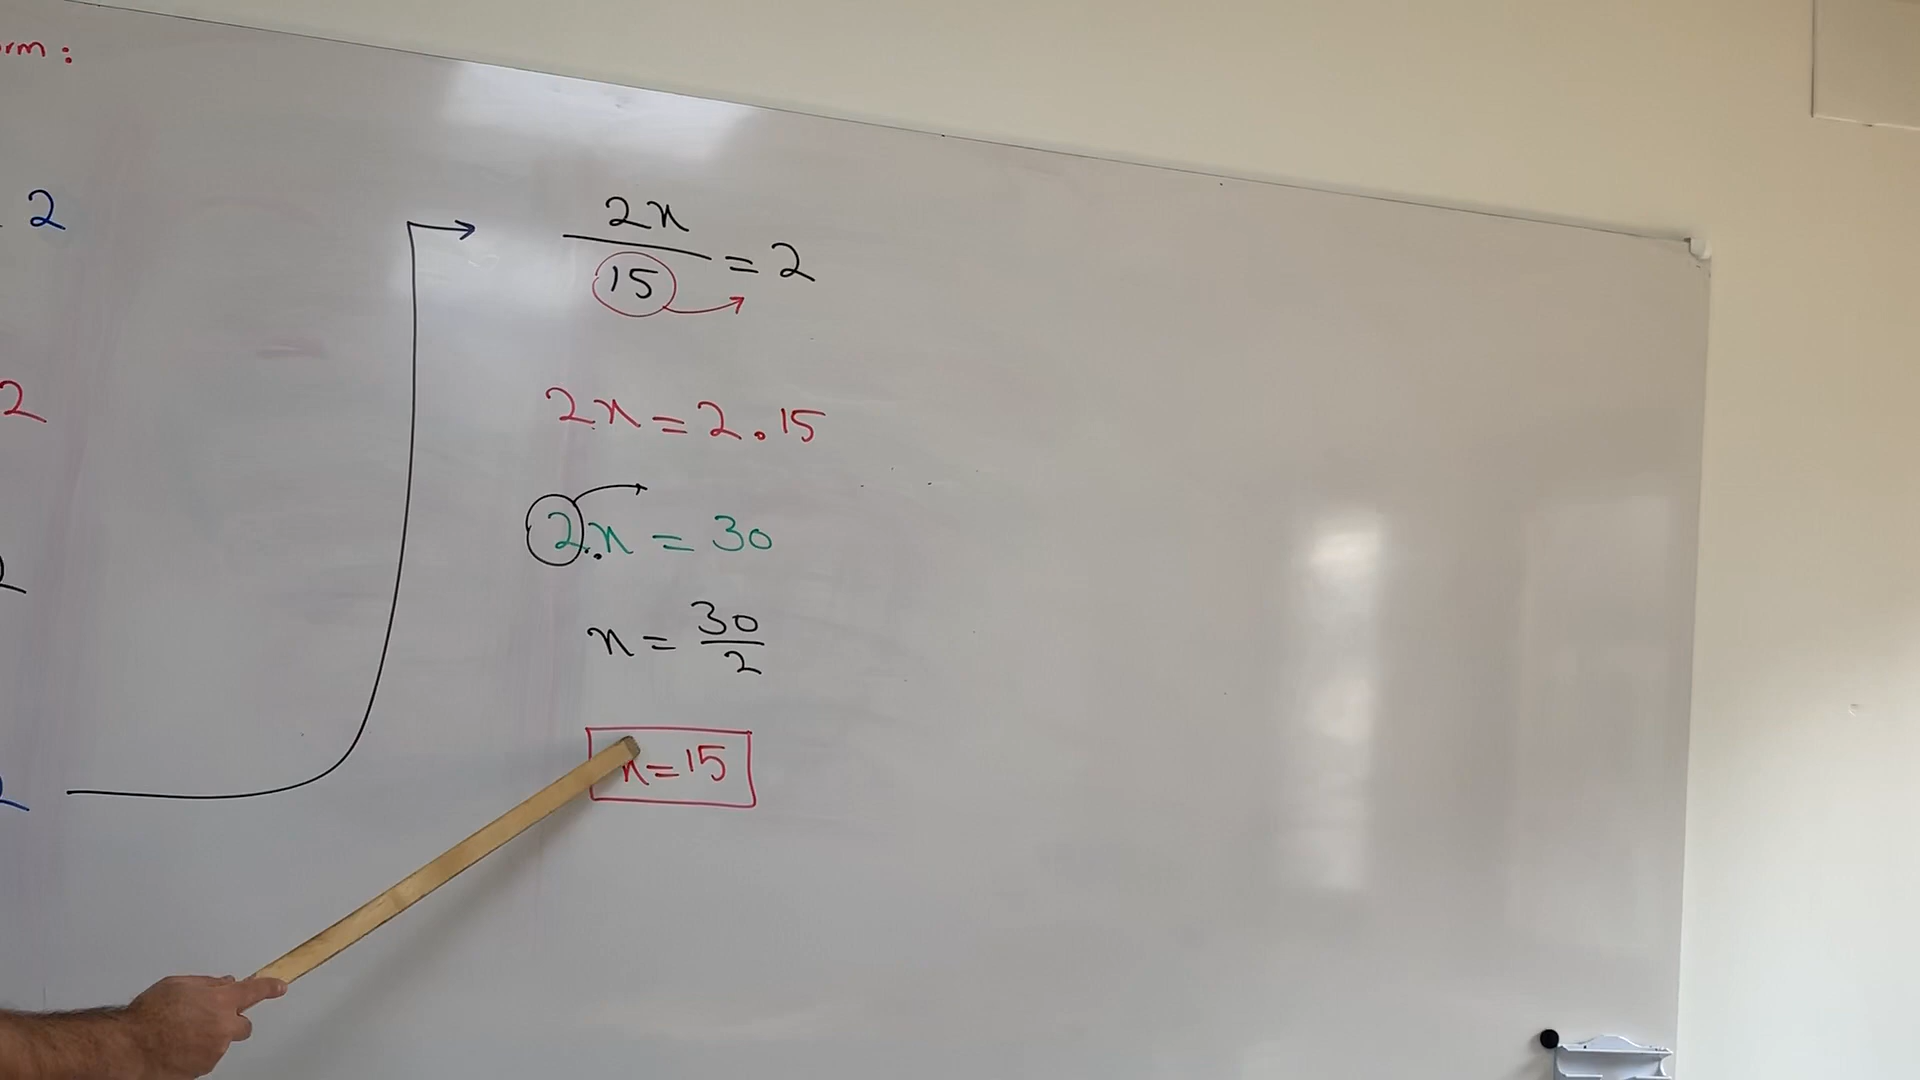 rm :
2
2
2
2
2x/15 = 2
2x = 2.15
2.x = 30
x = 30/2
x = 15